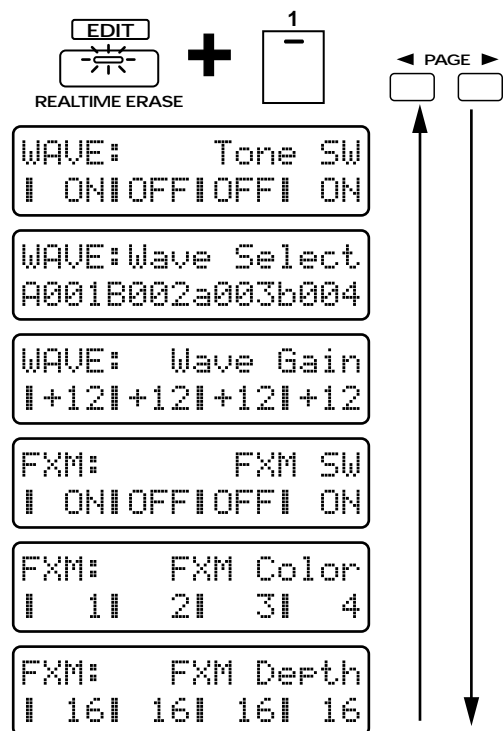 EDIT
REALTIME ERASE
1
◄ PAGE ►
WAVE: Tone SW
ON OFF OFF ON
WAVE:Wave Select
A001B002a003b004
WAVE: Wave Gain
+12 +12 +12 +12
FXM: FXM SW
ON OFF OFF ON
FXM: FXM Color
1 2 3 4
FXM: FXM Depth
16 16 16 16